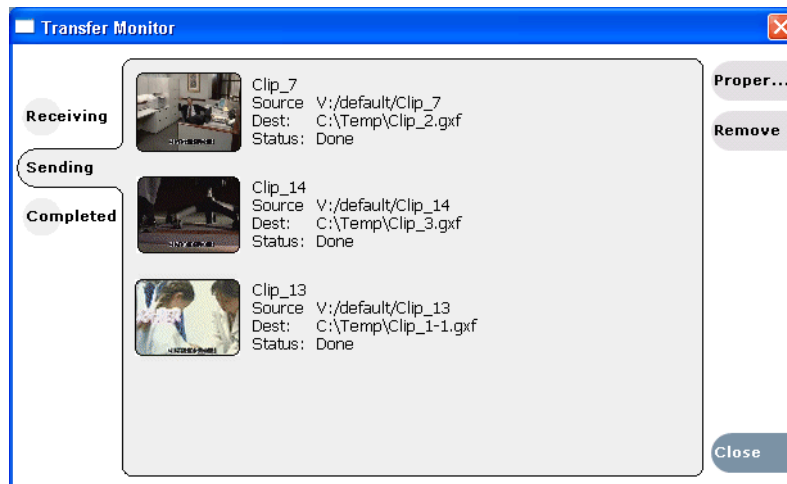 Transfer Monitor
Receiving
Sending
Completed
Clip_7
Source V:/default/Clip_7
Dest: C:\Temp\Clip_2.gxf
Status: Done
Clip_14
Source V:/default/Clip_14
Dest: C:\Temp\Clip_3.gxf
Status: Done
Clip_13
Source V:/default/Clip_13
Dest: C:\Temp\Clip_1-1.gxf
Status: Done
Proper...
Remove
Close